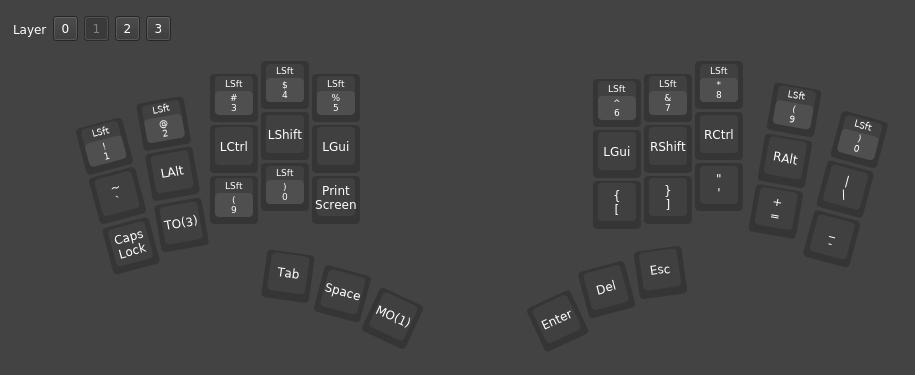 Layer 0 1 2 3
LSft
!
1
LSft
@
2
LSft
#
3
LSft
$
4
LSft
%
5
~
`
LAlt
LCtrl
LShift
LGui
Caps
Lock
TO(3)
LSft
(
9
LSft
)
0
Print
Screen
Tab
Space
MO(1)
LSft
^
6
LSft
&
7
LSft
*
8
LSft
(
9
LSft
)
0
LGui
RShift
RCtrl
RAlt
/
|
{
[
}
]
"
'
+
=
_
-
Enter
Del
Esc